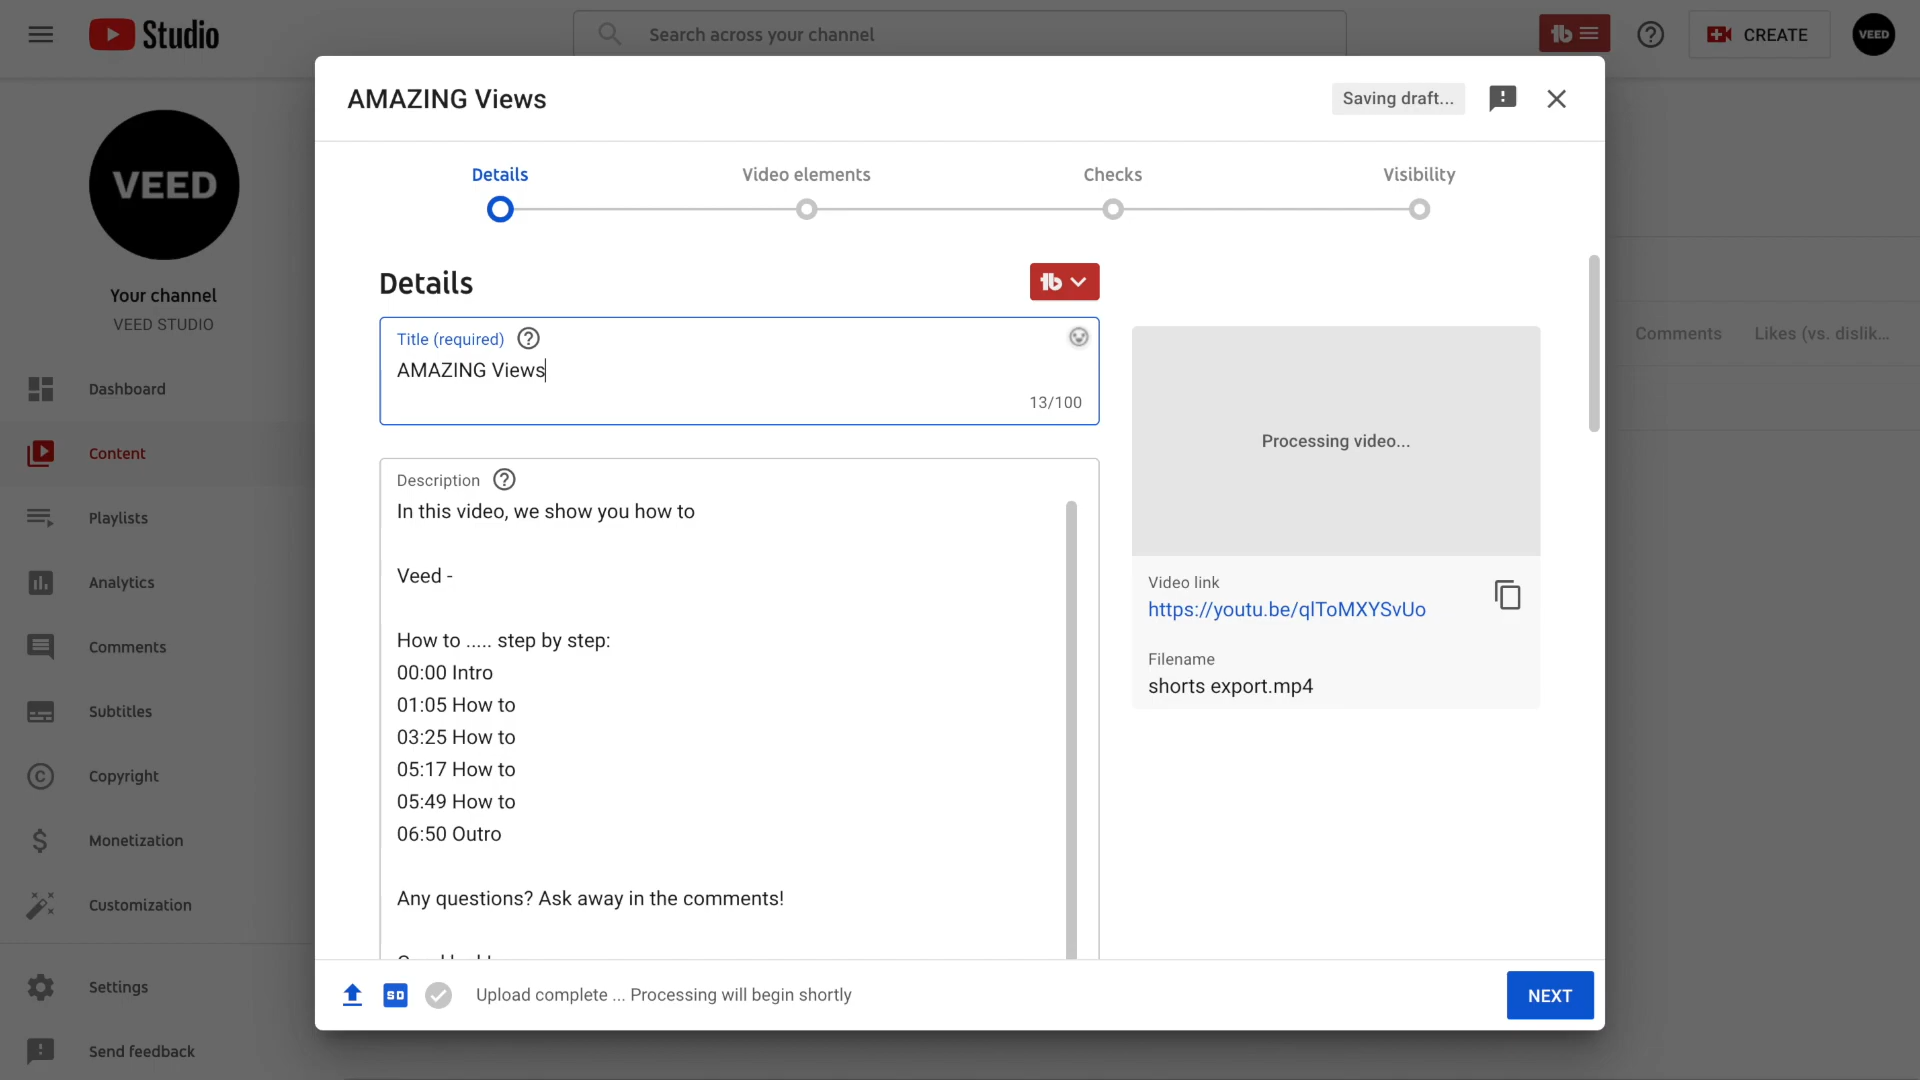 Studio
Search across your channel
CREATE
VEED
AMAZING Views
Saving draft...
Details
Video elements
Checks
Visibility
VEED
Your channel
VEED STUDIO
Dashboard
Content
Playlists
Analytics
Comments
Subtitles
Copyright
Monetization
Customization
Settings
Send feedback
Details
Title (required)
AMAZING Views
13/100
Description
In this video, we show you how to
Veed -
How to ..... step by step:
00:00 Intro
01:05 How to
03:25 How to
05:17 How to
05:49 How to
06:50 Outro
Any questions? Ask away in the comments!
Processing video...
Video link
https://youtu.be/qlToMXYSvUo
Filename
shorts export.mp4
Comments
Likes (vs. dislik...
SD
Upload complete ... Processing will begin shortly
NEXT